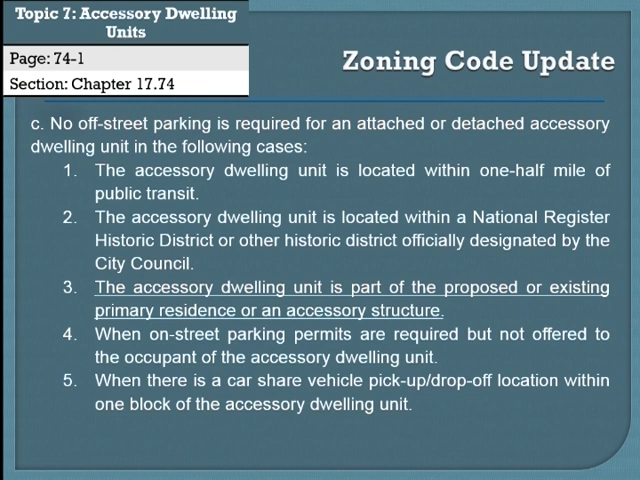 Topic 7: Accessory Dwelling
Units
Page: 74-1
Section: Chapter 17.74
Zoning Code Update
c. No off-street parking is required for an attached or detached accessory
dwelling unit in the following cases:
1. The accessory dwelling unit is located within one-half mile of
public transit.
2. The accessory dwelling unit is located within a National Register
Historic District or other historic district officially designated by the
City Council.
3. The accessory dwelling unit is part of the proposed or existing
primary residence or an accessory structure.
4. When on-street parking permits are required but not offered to
the occupant of the accessory dwelling unit.
5. When there is a car share vehicle pick-up/drop-off location within
one block of the accessory dwelling unit.